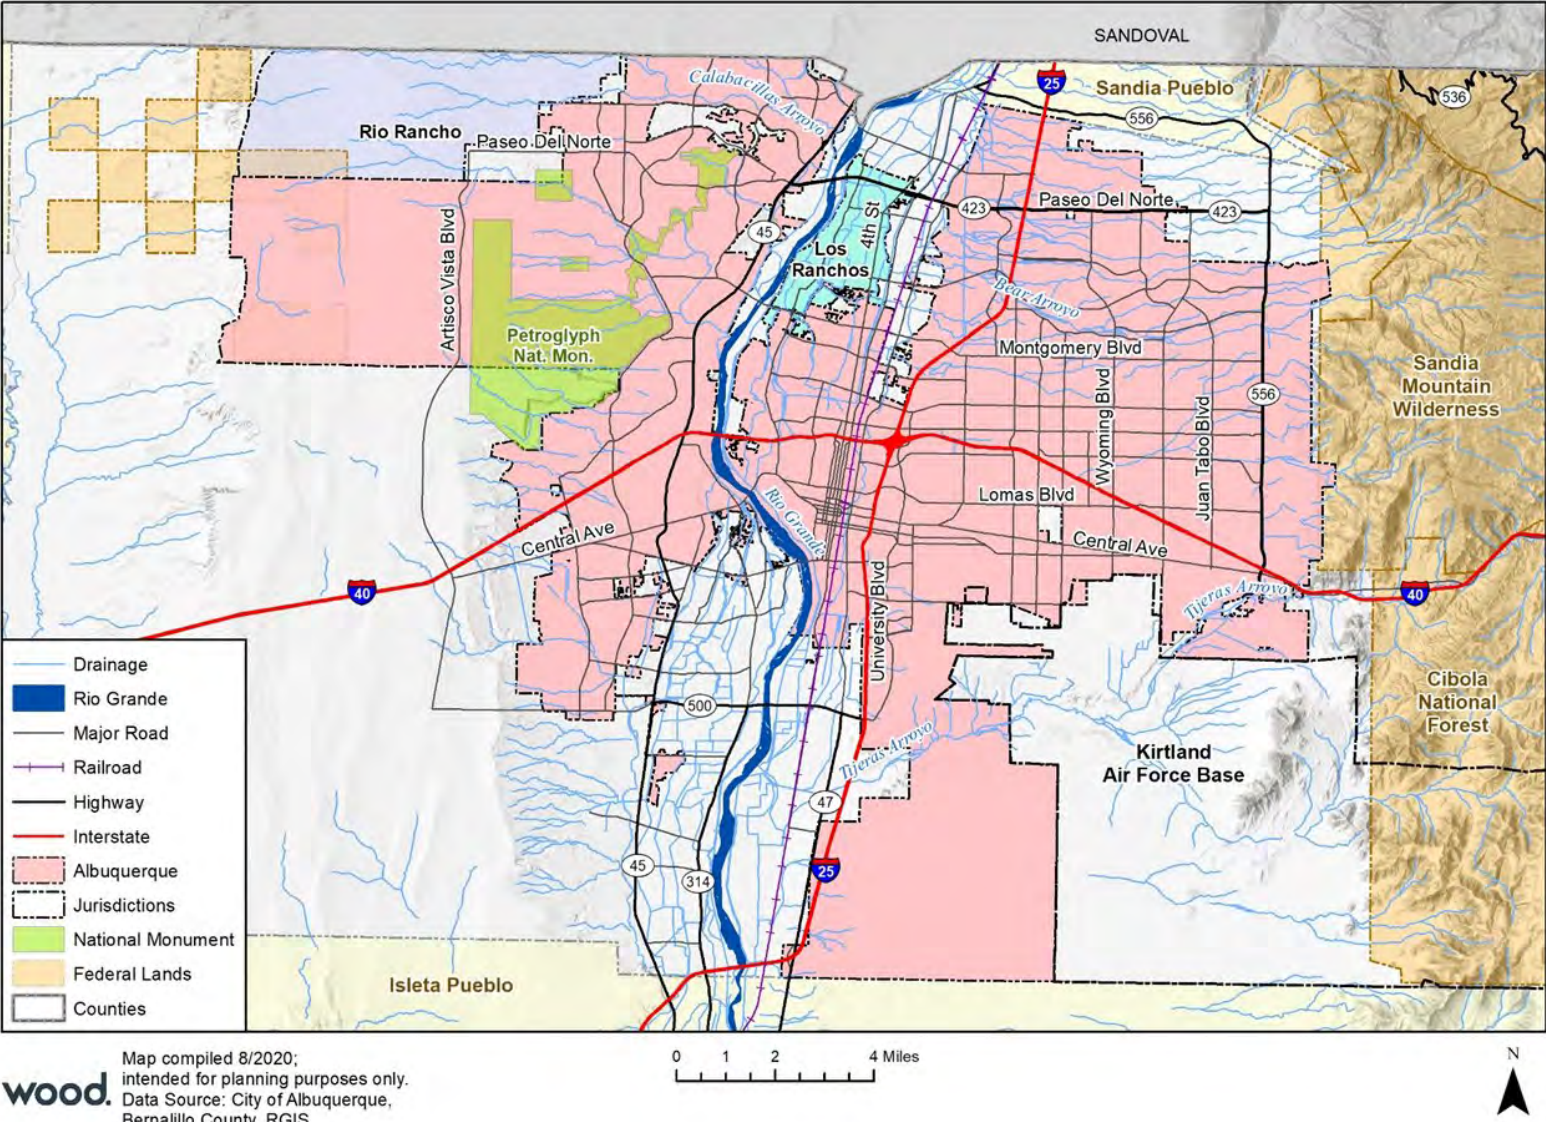 SANDOVAL
25
Sandia Pueblo
536
Calabacillas Arroyo
556
Rio Rancho
Paseo Del Norte
Paseo Del Norte
423
423
4th St
45
Artisco Vista Blvd
Los
Ranchos
Bear Arroyo
Petroglyph
Nat. Mon.
Montgomery Blvd
Sandia
Mountain
Wilderness
556
Wyoming Blvd
Juan Tabo Blvd
Rio Grande
Lomas Blvd
Central Ave
Central Ave
40
University Blvd
Tijeras Arroyo
40
Drainage
Rio Grande
Major Road
Railroad
Highway
Interstate
Albuquerque
Jurisdictions
National Monument
Federal Lands
Counties
500
Tijeras Arroyo
Cibola
National
Forest
Kirtland
Air Force Base
47
45
314
25
Isleta Pueblo
wood.
Map compiled 8/2020;
intended for planning purposes only.
Data Source: City of Albuquerque,
Bernalillo County, RGIS
0 1 2 4 Miles
N